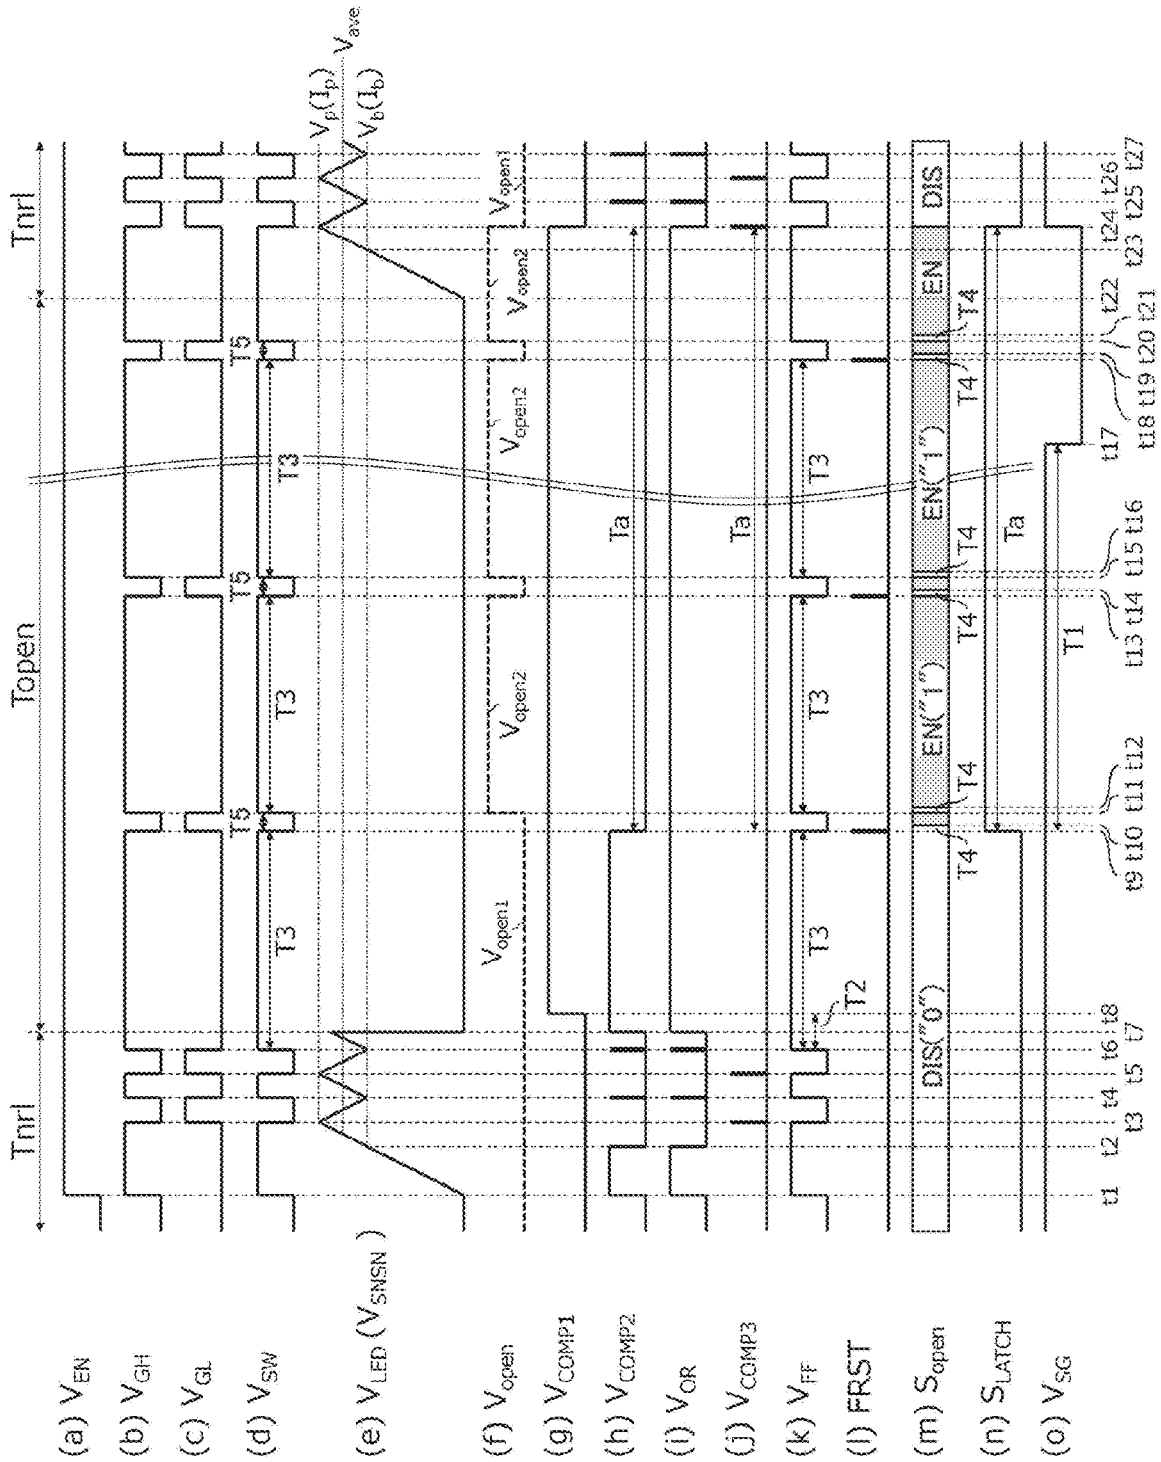 Tnrl Topen Tnrl
(a) V_EN
(b) V_GH
(c) V_GL
(d) V_SW
T3 T5 T3 T5 T3 T5
(e) V_LED (V_SNSN)
V_p(I_p)
V_ave
V_b(I_b)
(f) V_open
V_open1 V_open2 V_open2 V_open2 V_open1
(g) V_COMP1
(h) V_COMP2
Ta
(i) V_OR
(j) V_COMP3
Ta
(k) V_FF
T2 T3 T3 T3
(l) FRST
(m) S_open
DIS("0") EN("1") EN("1") EN DIS
T4 T4 T4 T4 T4 T4
(n) S_LATCH
Ta
(o) V_SG
T1
t1 t2 t3 t4 t5 t6 t7 t8 t9 t10 t11 t12 t13 t14 t15 t16 t17 t18 t19 t20 t21 t22 t23 t24 t25 t26 t27